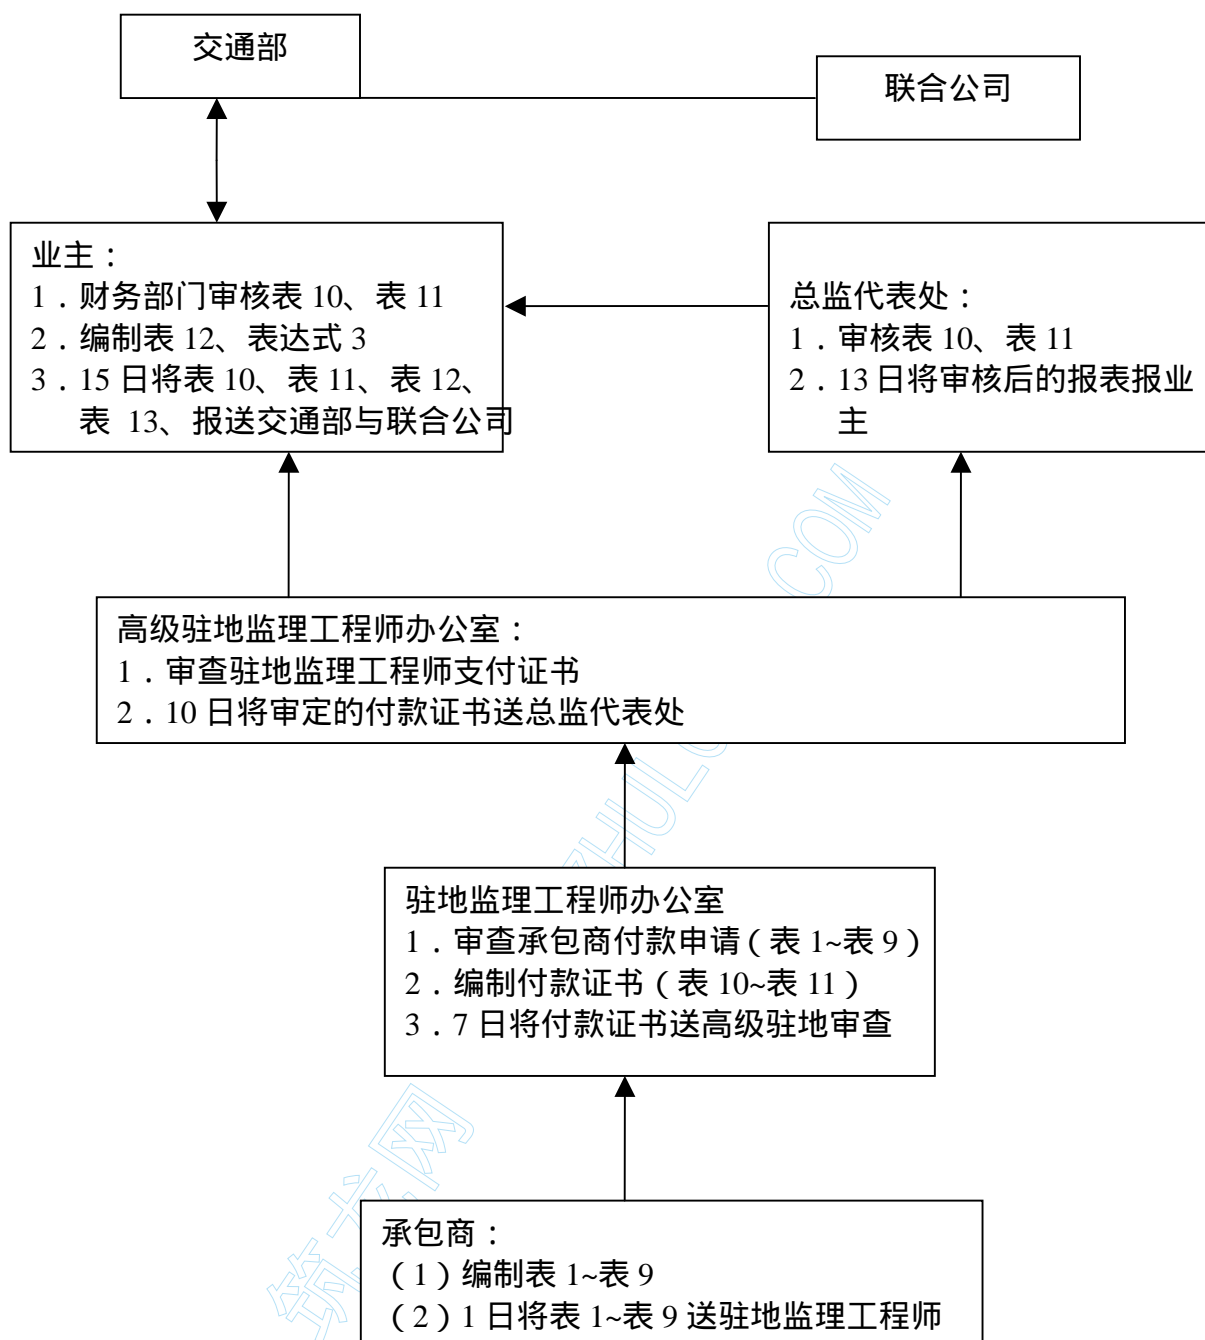 交通部
联合公司
业主：
1．财务部门审核表 10、表 11
2．编制表 12、表达式 3
3．15 日将表 10、表 11、表 12、
表 13、报送交通部与联合公司
总监代表处：
1．审核表 10、表 11
2．13 日将审核后的报表报业
主
高级驻地监理工程师办公室：
1．审查驻地监理工程师支付证书
2．10 日将审定的付款证书送总监代表处
驻地监理工程师办公室
1．审查承包商付款申请（表 1~表 9）
2．编制付款证书（表 10~表 11）
3．7 日将付款证书送高级驻地审查
承包商：
（1）编制表 1~表 9
（2）1 日将表 1~表 9 送驻地监理工程师